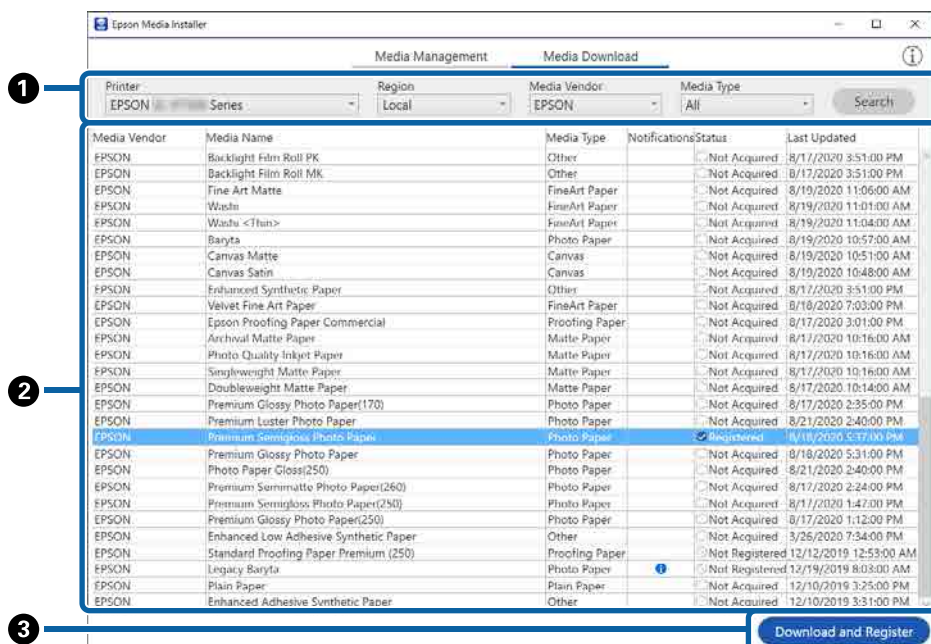 Epson Media Installer
Media Management Media Download
1
Printer Region Media Vendor Media Type
EPSON Series Local EPSON All Search
Media Vendor Media Name Media Type Notifications Status Last Updated
EPSON Backlight Film Roll PK Other Not Acquired 8/17/2020 3:51:00 PM
EPSON Backlight Film Roll MK Other Not Acquired 8/17/2020 3:51:00 PM
EPSON Fine Art Matte FineArt Paper Not Acquired 8/19/2020 11:06:00 AM
EPSON Washi FineArt Paper Not Acquired 8/19/2020 11:01:00 AM
EPSON Washi <Thin> FineArt Paper Not Acquired 8/19/2020 11:04:00 AM
EPSON Baryta Photo Paper Not Acquired 8/19/2020 10:57:00 AM
EPSON Canvas Matte Canvas Not Acquired 8/19/2020 10:51:00 AM
EPSON Canvas Satin Canvas Not Acquired 8/19/2020 10:48:00 AM
EPSON Enhanced Synthetic Paper Other Not Acquired 8/17/2020 3:51:00 PM
EPSON Velvet Fine Art Paper FineArt Paper Not Acquired 8/18/2020 7:03:00 PM
EPSON Epson Proofing Paper Commercial Proofing Paper Not Acquired 8/17/2020 3:01:00 PM
EPSON Archival Matte Paper Matte Paper Not Acquired 8/17/2020 10:16:00 AM
EPSON Photo Quality Inkjet Paper Matte Paper Not Acquired 8/17/2020 10:16:00 AM
EPSON Singleweight Matte Paper Matte Paper Not Acquired 8/17/2020 10:16:00 AM
2
EPSON Doubleweight Matte Paper Matte Paper Not Acquired 8/17/2020 10:14:00 AM
EPSON Premium Glossy Photo Paper(170) Photo Paper Not Acquired 8/17/2020 2:35:00 PM
EPSON Premium Luster Photo Paper Photo Paper Not Acquired 8/21/2020 2:40:00 PM
EPSON Premium Semigloss Photo Paper Photo Paper Registered 8/18/2020 5:37:00 PM
EPSON Premium Glossy Photo Paper Photo Paper Not Acquired 8/18/2020 5:31:00 PM
EPSON Photo Paper Gloss(250) Photo Paper Not Acquired 8/21/2020 2:40:00 PM
EPSON Premium Semimatte Photo Paper(260) Photo Paper Not Acquired 8/17/2020 2:24:00 PM
EPSON Premium Semigloss Photo Paper(250) Photo Paper Not Acquired 8/17/2020 1:47:00 PM
EPSON Premium Glossy Photo Paper(250) Photo Paper Not Acquired 8/17/2020 1:12:00 PM
EPSON Enhanced Low Adhesive Synthetic Paper Other Not Acquired 3/26/2020 7:34:00 PM
EPSON Standard Proofing Paper Premium (250) Proofing Paper Not Registered 12/12/2019 12:53:00 AM
EPSON Legacy Baryta Photo Paper Not Registered 12/19/2019 8:03:00 AM
EPSON Plain Paper Plain Paper Not Acquired 12/10/2019 3:25:00 PM
EPSON Enhanced Adhesive Synthetic Paper Other Not Acquired 12/10/2019 3:31:00 PM
3
Download and Register